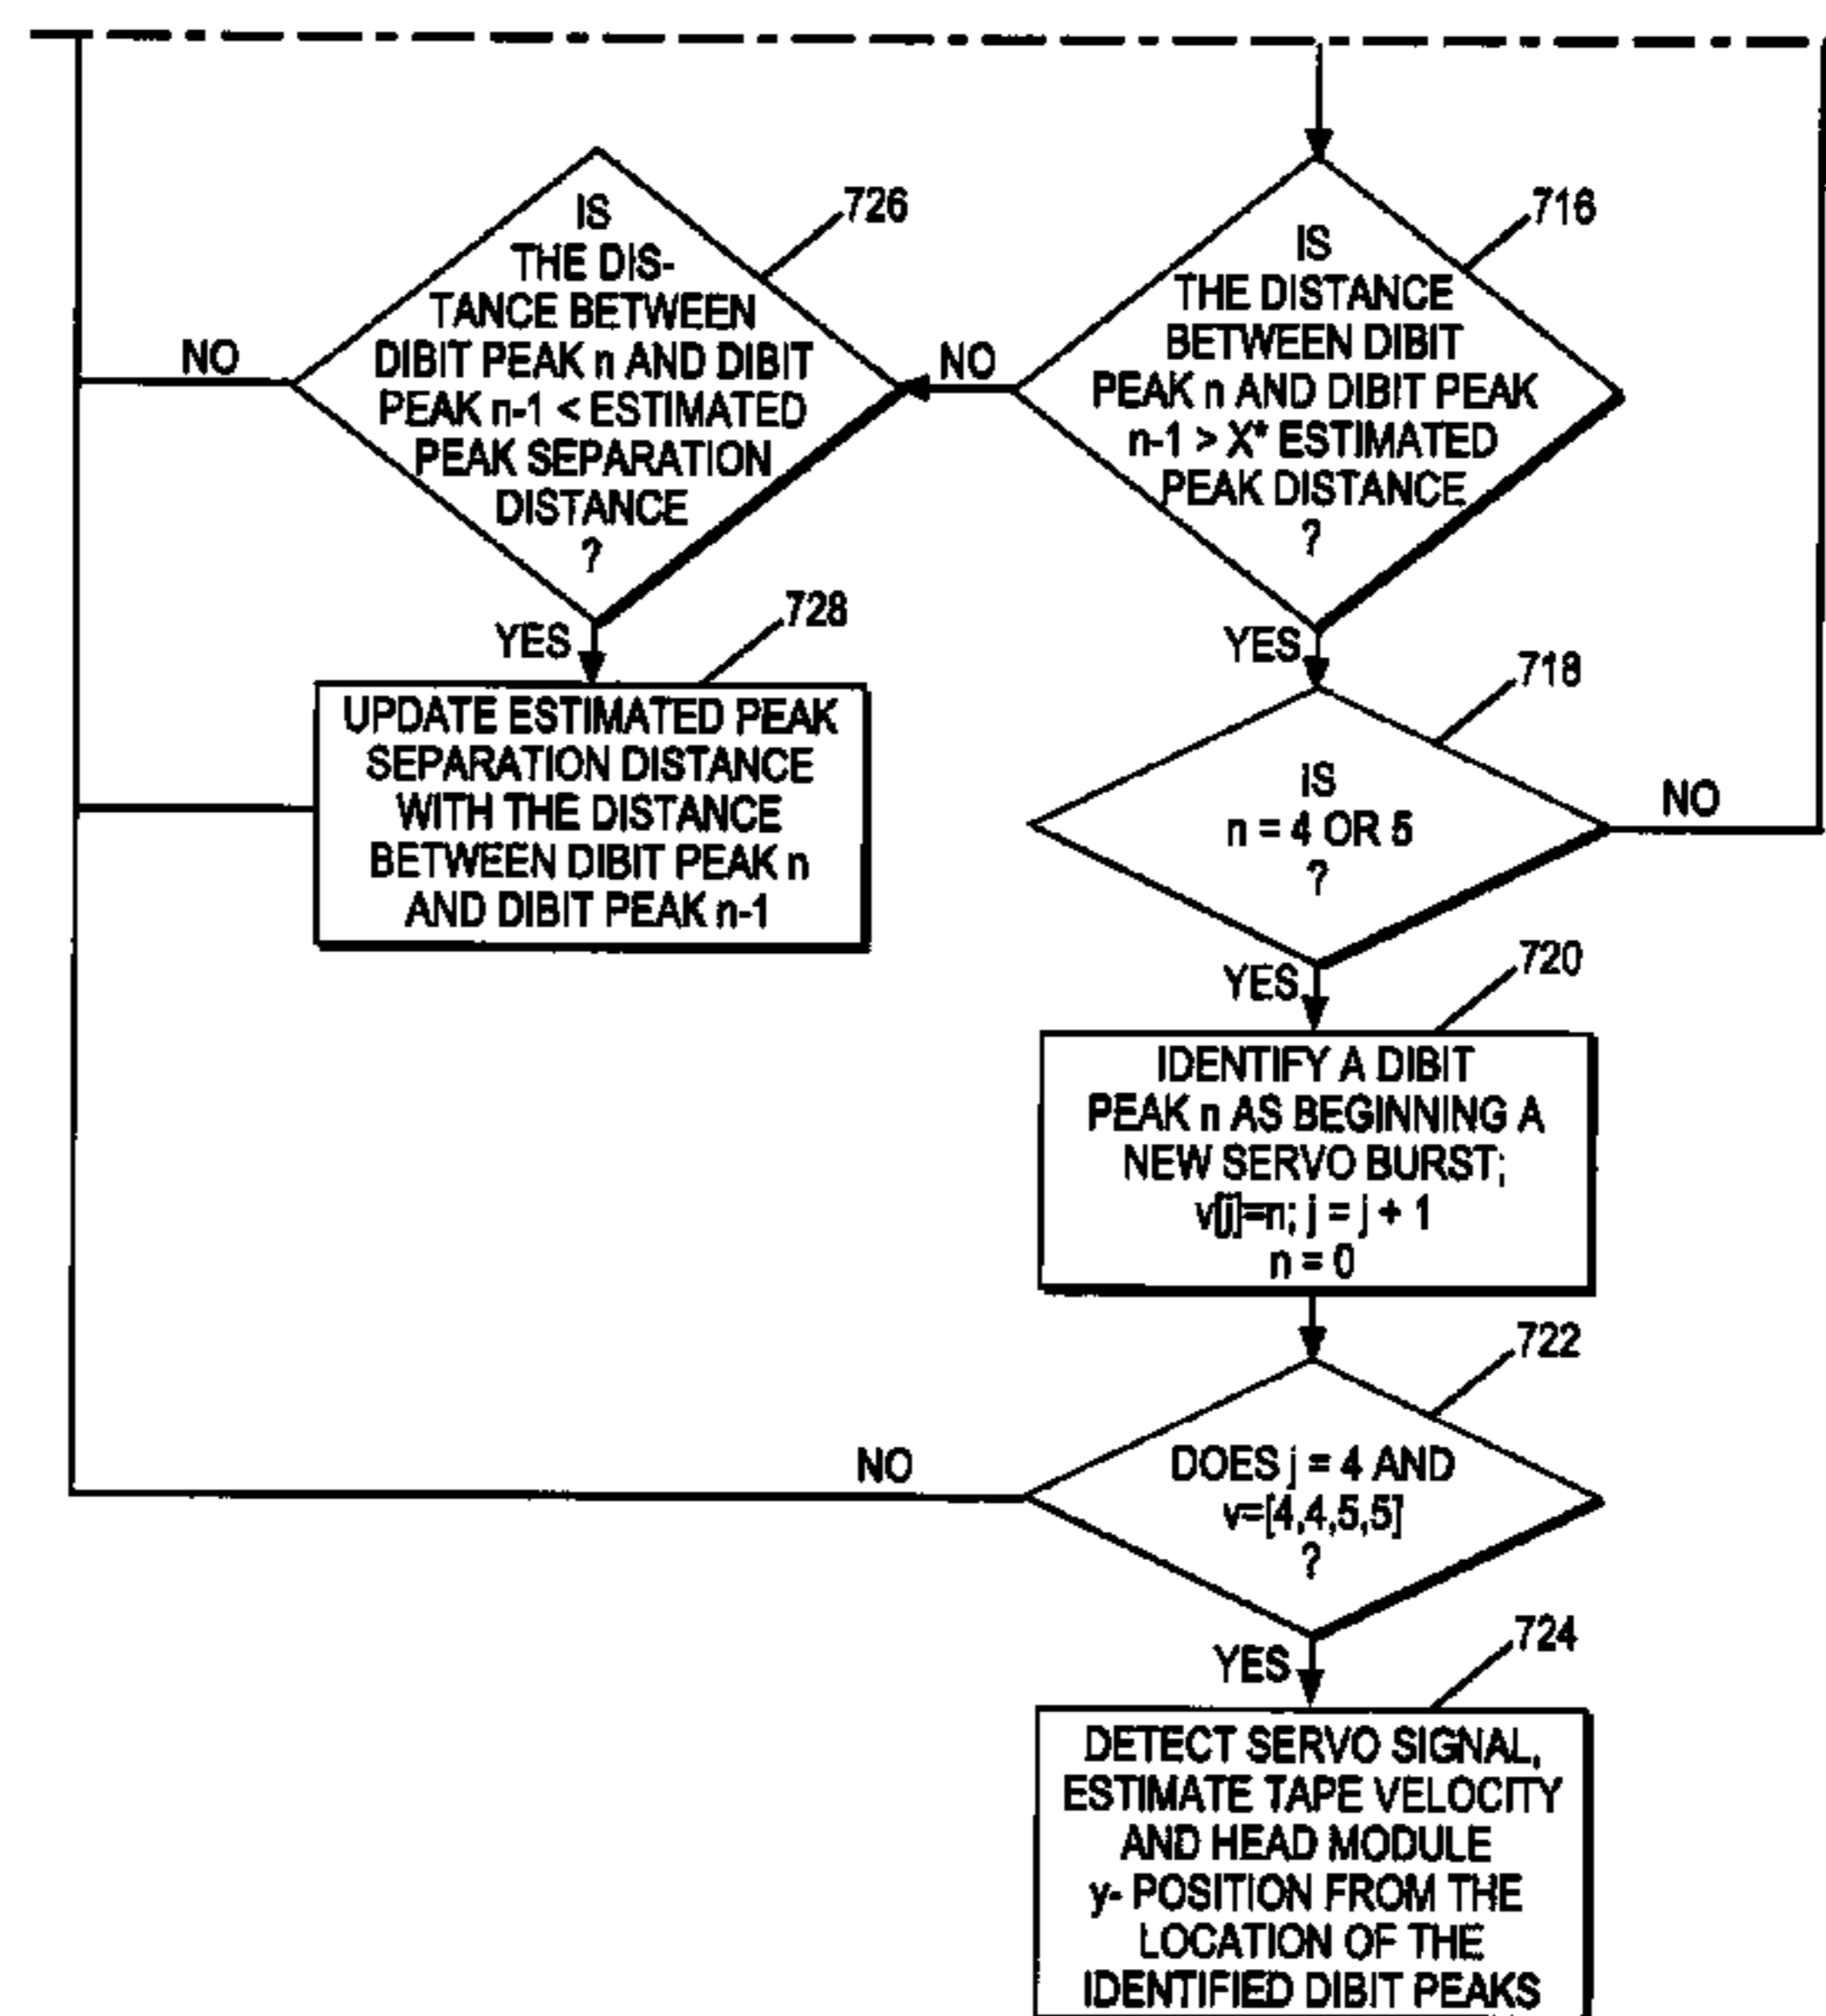 IS
THE DIS-
TANCE BETWEEN
DIBIT PEAK n AND DIBIT
PEAK n-1 < ESTIMATED
PEAK SEPARATION
DISTANCE
?
726
NO
YES
728
UPDATE ESTIMATED PEAK
SEPARATION DISTANCE
WITH THE DISTANCE
BETWEEN DIBIT PEAK n
AND DIBIT PEAK n-1
IS
THE DISTANCE
BETWEEN DIBIT
PEAK n AND DIBIT PEAK
n-1 > X* ESTIMATED
PEAK DISTANCE
?
716
NO
YES
718
IS
n = 4 OR 5
?
NO
YES
720
IDENTIFY A DIBIT
PEAK n AS BEGINNING A
NEW SERVO BURST;
v[j]=n; j = j + 1
n = 0
722
DOES j = 4 AND
v=[4,4,5,5]
?
NO
YES
724
DETECT SERVO SIGNAL,
ESTIMATE TAPE VELOCITY
AND HEAD MODULE
y- POSITION FROM THE
LOCATION OF THE
IDENTIFIED DIBIT PEAKS